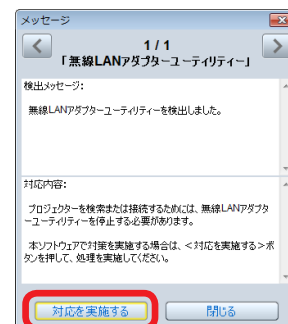 メッセージ
1 / 1
「無線LANアダプターユーティリティー」
検出メッセージ:
無線LANアダプターユーティリティーを検出しました。
対応内容:
プロジェクターを検索または接続するためには、無線LANアダプタ
ーユーティリティーを停止する必要があります。
本ソフトウェアで対策を実施する場合は、＜対応を実施する＞ボ
タンを押して、処理を実施してください。
対応を実施する
閉じる